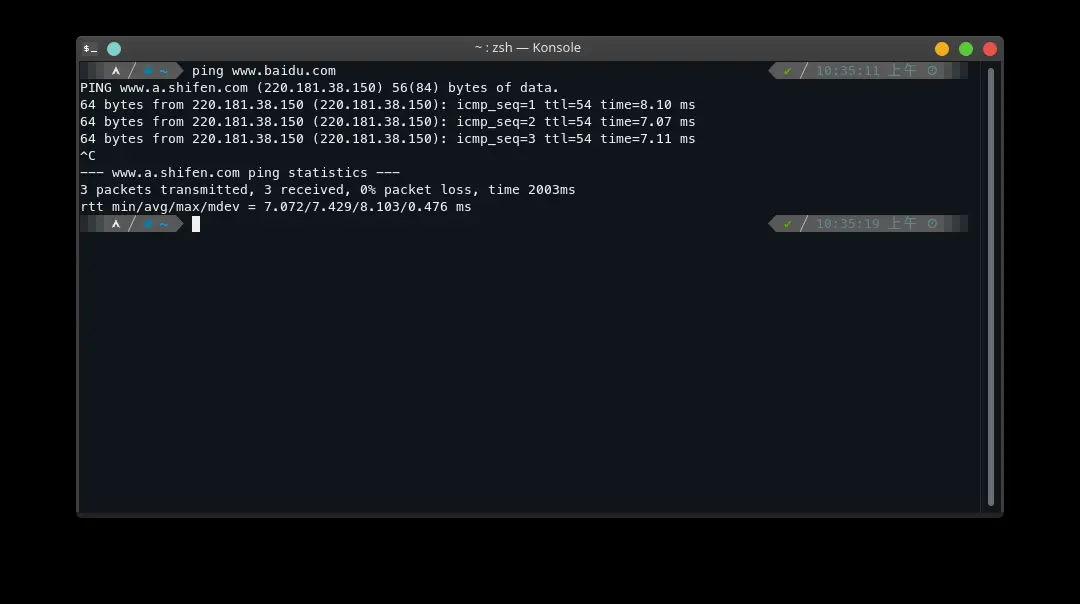 ~ : zsh — Konsole
~ ping www.baidu.com 10:35:11 上午
PING www.a.shifen.com (220.181.38.150) 56(84) bytes of data.
64 bytes from 220.181.38.150 (220.181.38.150): icmp_seq=1 ttl=54 time=8.10 ms
64 bytes from 220.181.38.150 (220.181.38.150): icmp_seq=2 ttl=54 time=7.07 ms
64 bytes from 220.181.38.150 (220.181.38.150): icmp_seq=3 ttl=54 time=7.11 ms
^C
--- www.a.shifen.com ping statistics ---
3 packets transmitted, 3 received, 0% packet loss, time 2003ms
rtt min/avg/max/mdev = 7.072/7.429/8.103/0.476 ms
~ 10:35:19 上午